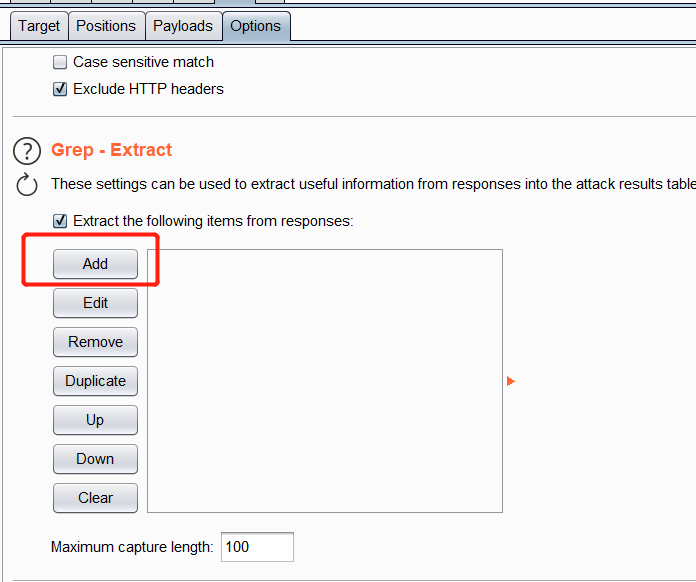 Target Positions Payloads Options
Case sensitive match
Exclude HTTP headers
? Grep - Extract
These settings can be used to extract useful information from responses into the attack results table
Extract the following items from responses:
Add
Edit
Remove
Duplicate
Up
Down
Clear
Maximum capture length: 100